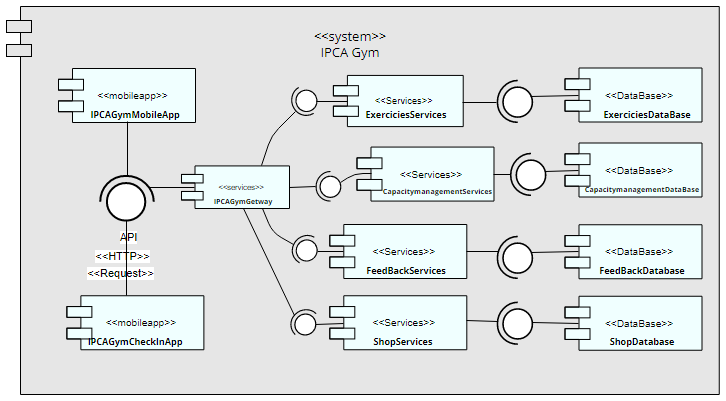 <<system>>
IPCA Gym
<<mobileapp>>
IPCAGymMobileApp
<<Services>>
ExerciciesServices
<<DataBase>>
ExerciciesDataBase
<<services>>
IPCAGymGetway
<<Services>>
CapacitymanagementServices
<<DataBase>>
CapacitymanagementDataBase
API
<<HTTP>>
<<Request>>
<<Services>>
FeedBackServices
<<DataBase>>
FeedBackDatabase
<<mobileapp>>
IPCAGymCheckInApp
<<Services>>
ShopServices
<<DataBase>>
ShopDatabase